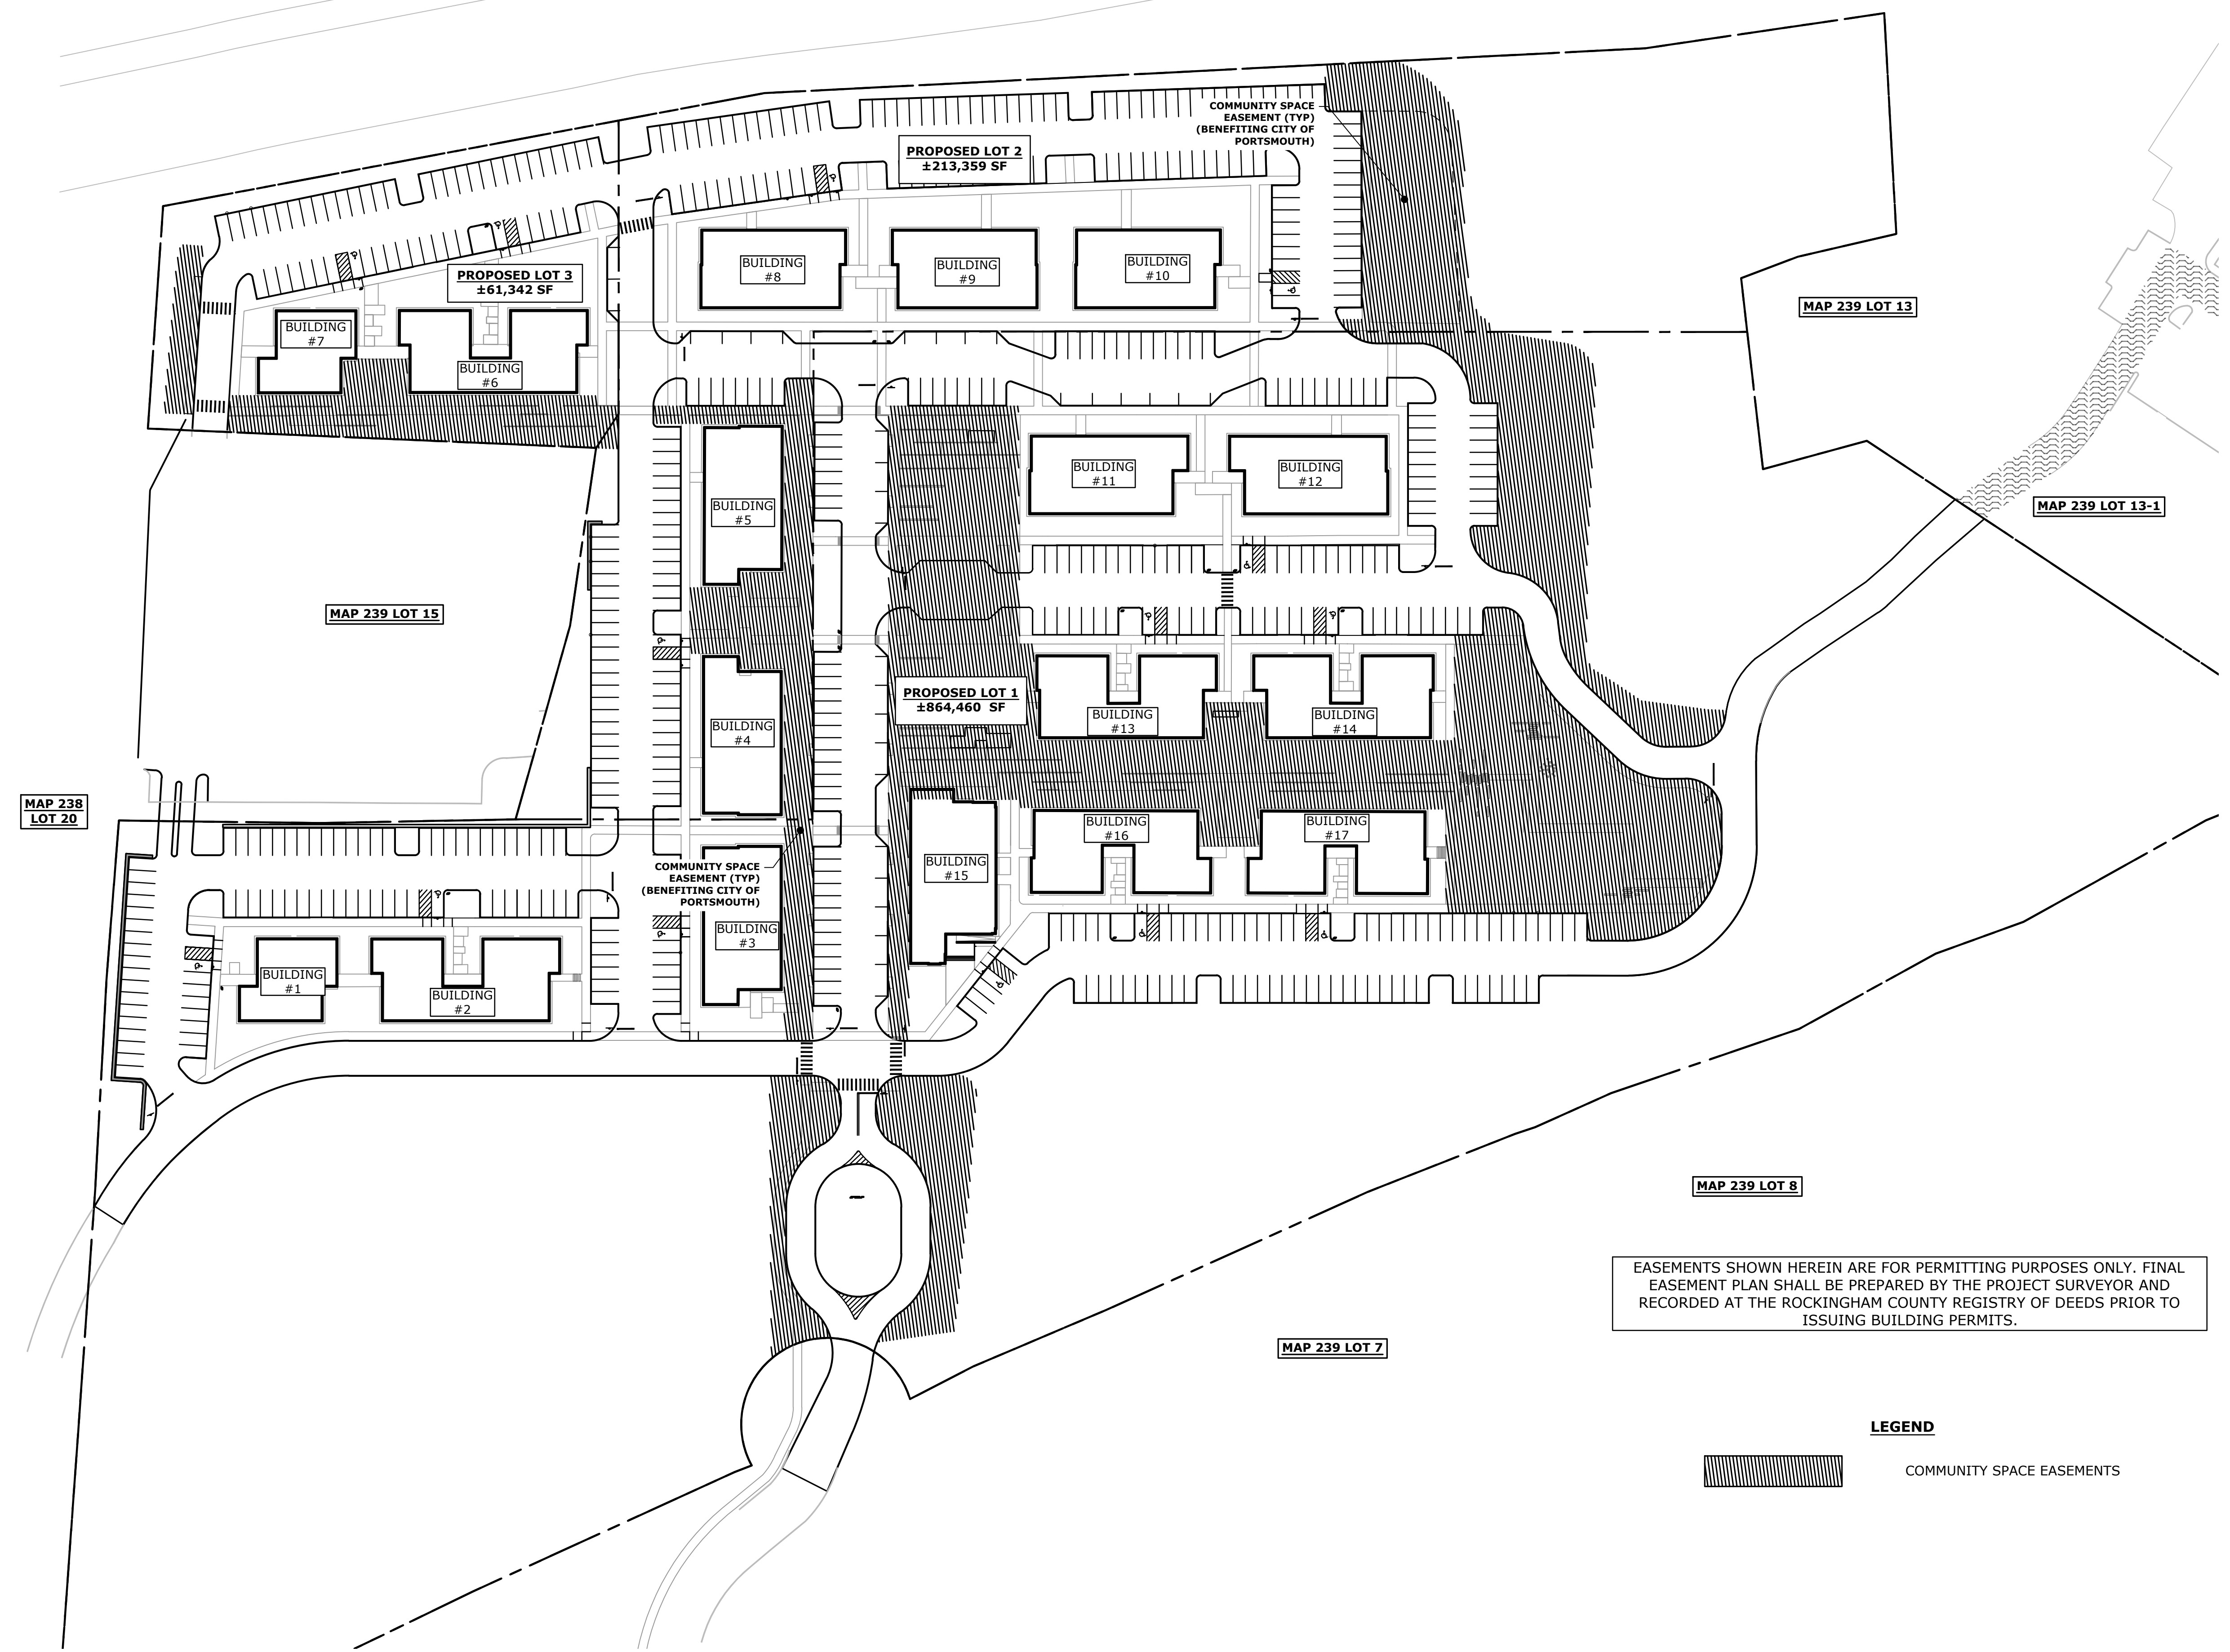 COMMUNITY SPACE
EASEMENT (TYP)
(BENEFITING CITY OF
PORTSMOUTH)
PROPOSED LOT 2
±213,359 SF
PROPOSED LOT 3
±61,342 SF
BUILDING
#8
BUILDING
#9
BUILDING
#10
MAP 239 LOT 13
BUILDING
#7
BUILDING
#6
BUILDING
#11
BUILDING
#12
MAP 239 LOT 13-1
BUILDING
#5
MAP 239 LOT 15
PROPOSED LOT 1
±864,460 SF
BUILDING
#4
BUILDING
#13
BUILDING
#14
MAP 238
LOT 20
BUILDING
#16
BUILDING
#17
COMMUNITY SPACE
EASEMENT (TYP)
(BENEFITING CITY OF
PORTSMOUTH)
BUILDING
#15
BUILDING
#3
BUILDING
#1
BUILDING
#2
MAP 239 LOT 8
EASEMENTS SHOWN HEREIN ARE FOR PERMITTING PURPOSES ONLY. FINAL
EASEMENT PLAN SHALL BE PREPARED BY THE PROJECT SURVEYOR AND
RECORDED AT THE ROCKINGHAM COUNTY REGISTRY OF DEEDS PRIOR TO
ISSUING BUILDING PERMITS.
MAP 239 LOT 7
LEGEND
COMMUNITY SPACE EASEMENTS